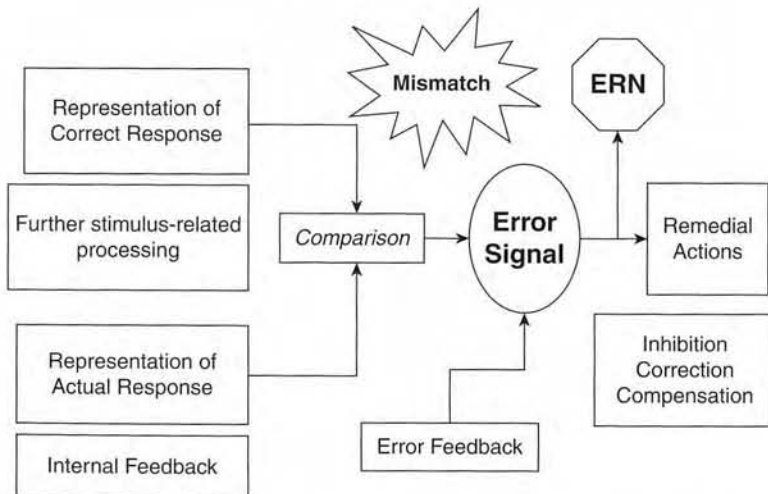 Representation of
Correct Response
Mismatch
ERN
Further stimulus-related
processing
Comparison
Error
Signal
Remedial
Actions
Representation of
Actual Response
Inhibition
Correction
Compensation
Internal Feedback
Error Feedback